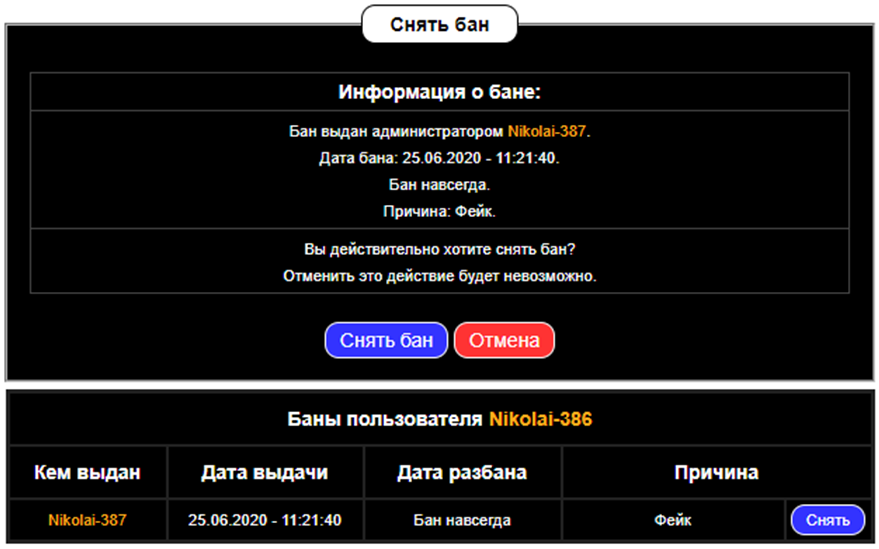 Снять бан
Информация о бане:
Бан выдан администратором Nikolai-387.
Дата бана: 25.06.2020 - 11:21:40.
Бан навсегда.
Причина: Фейк.
Вы действительно хотите снять бан?
Отменить это действие будет невозможно.
Снять бан Отмена
Баны пользователя Nikolai-386
Кем выдан Дата выдачи Дата разбана Причина
Nikolai-387 25.06.2020 - 11:21:40 Бан навсегда Фейк Снять